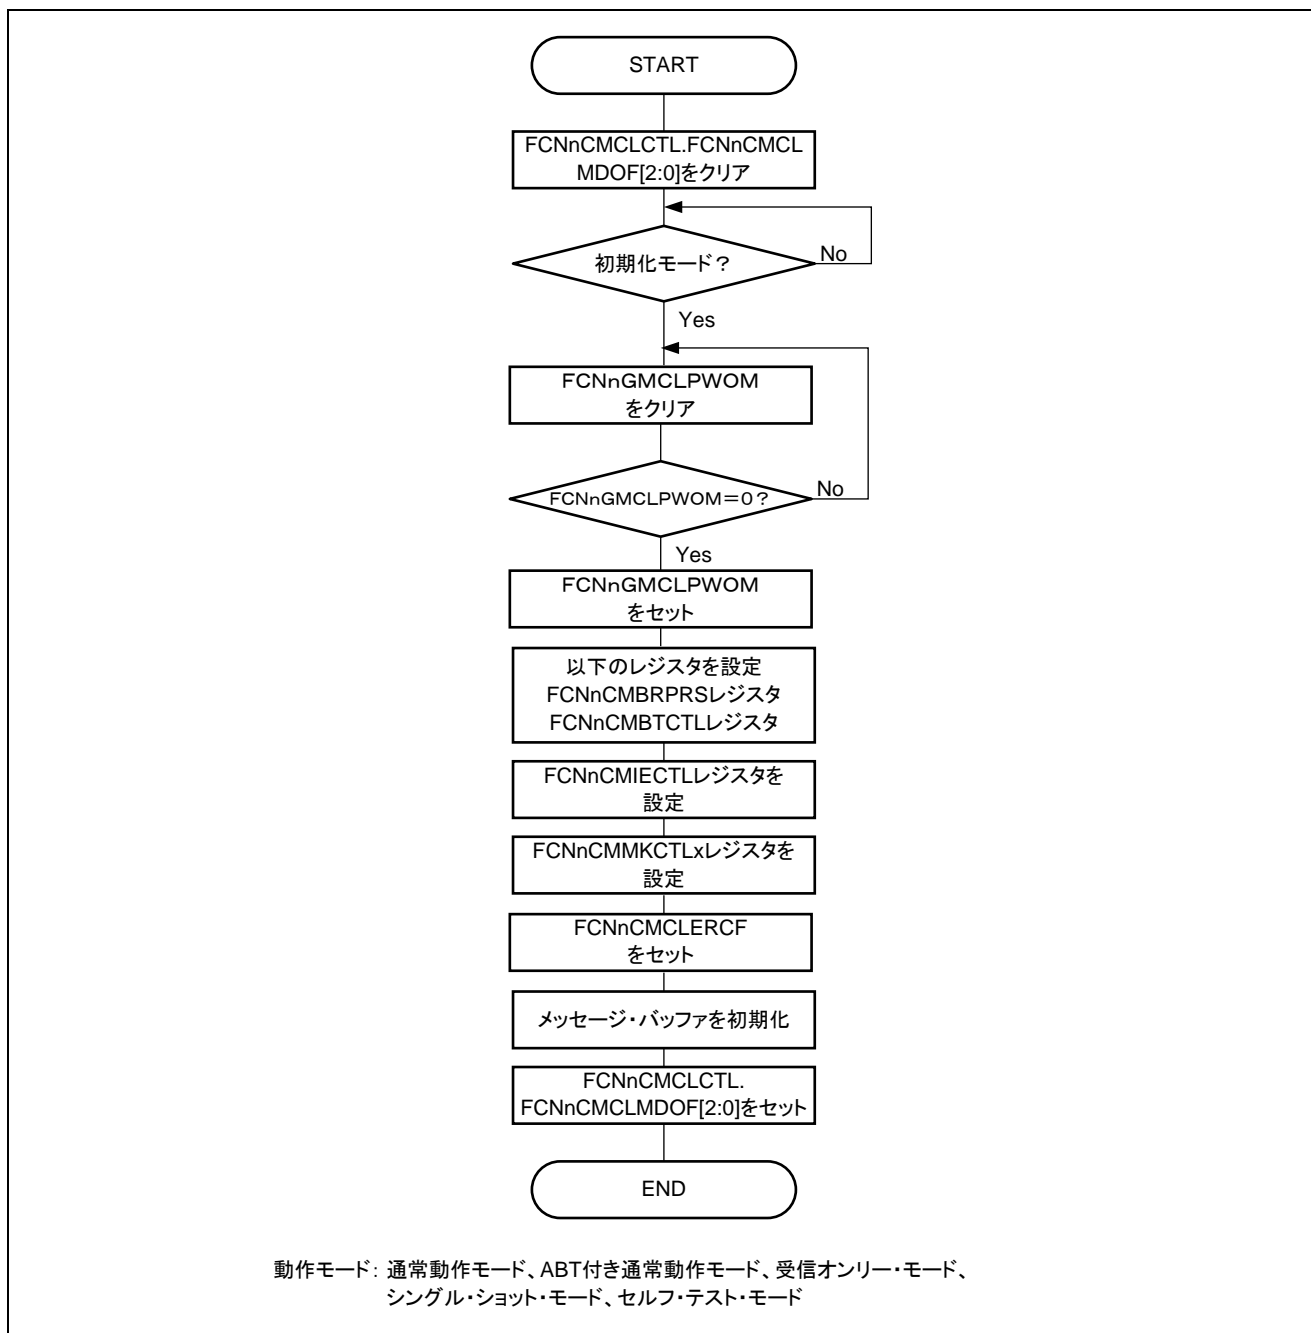 START
FCNnCMCLCTL.FCNnCMCL
MDOF[2:0]をクリア
初期化モード？
No
Yes
ＦＣＮｎＧＭＣＬＰＷＯＭ
をクリア
ＦＣＮｎＧＭＣＬＰＷＯＭ＝０？
No
Yes
ＦＣＮｎＧＭＣＬＰＷＯＭ
をセット
以下のレジスタを設定
FCNnCMBRPRSレジスタ
FCNnCMBTCTLレジスタ
FCNnCMIECTLレジスタを
設定
FCNnCMMKCTLxレジスタを
設定
FCNnCMCLERCF
をセット
メッセージ・バッファを初期化
FCNnCMCLCTL.
FCNnCMCLMDOF[2:0]をセット
END
動作モード： 通常動作モード、ABT付き通常動作モード、受信オンリー・モード、
シングル・ショット・モード、セルフ・テスト・モード